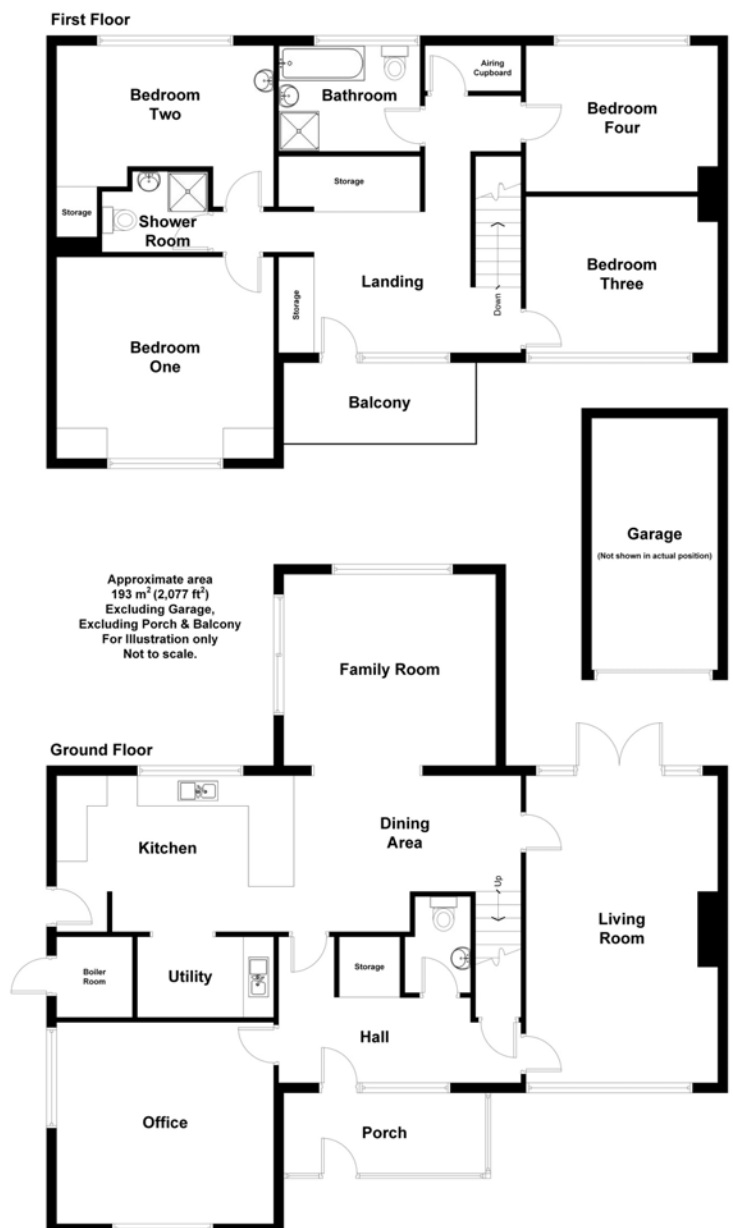 First Floor
Bedroom
Two
Bathroom
Airing
Cupboard
Bedroom
Four
Storage
Storage
Shower
Room
Landing
Bedroom
Three
Down
Storage
Bedroom
One
Balcony
Garage
(Not shown in actual position)
Approximate area
193 m² (2,077 ft²)
Excluding Garage,
Excluding Porch & Balcony
For Illustration only
Not to scale.
Family Room
Ground Floor
Kitchen
Dining
Area
Up
Living
Room
Boiler
Room
Utility
Storage
Hall
Office
Porch